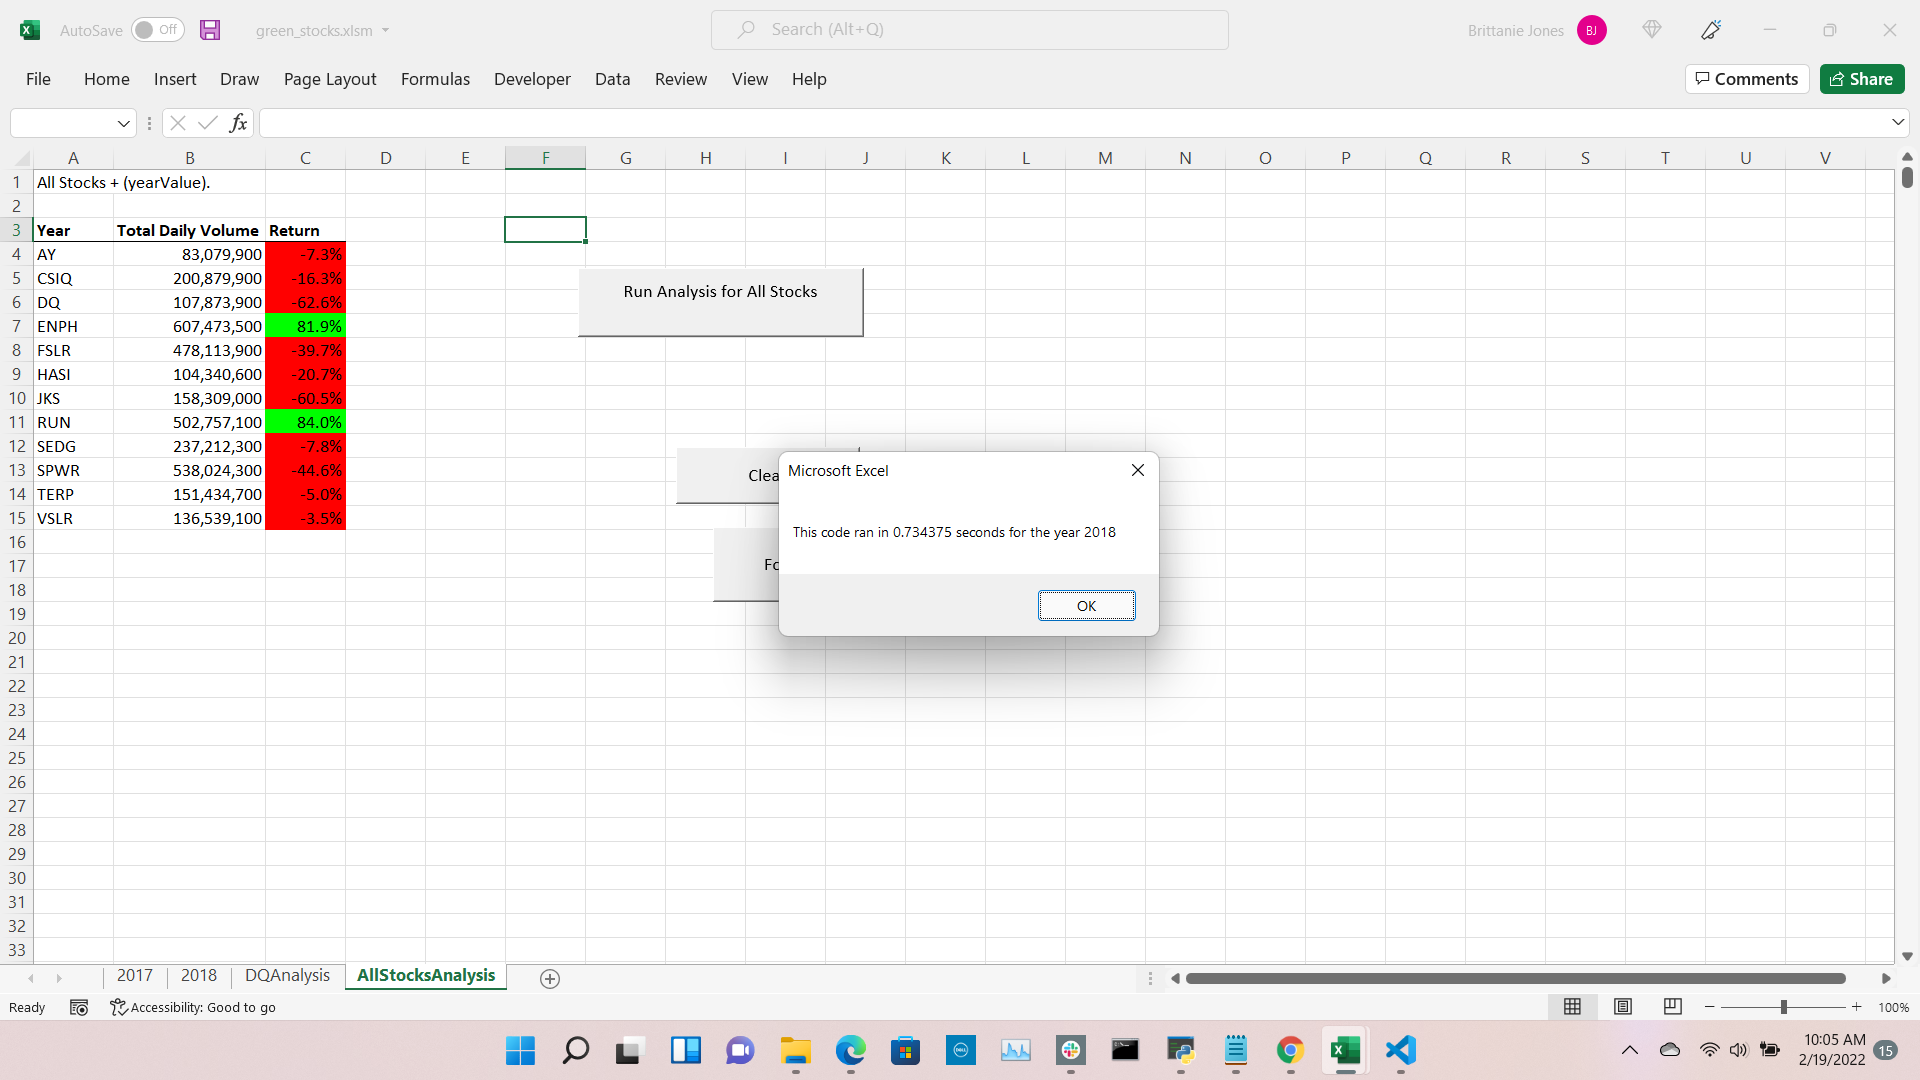 AutoSave Off green_stocks.xlsm Search (Alt+Q) Brittanie Jones BJ
File Home Insert Draw Page Layout Formulas Developer Data Review View Help Comments Share
fx
A B C D E F G H I J K L M N O P Q R S T U V
1 All Stocks + (yearValue).
2
3 Year Total Daily Volume Return
4 AY 83,079,900 -7.3%
5 CSIQ 200,879,900 -16.3%
6 DQ 107,873,900 -62.6%
7 ENPH 607,473,500 81.9%
8 FSLR 478,113,900 -39.7%
9 HASI 104,340,600 -20.7%
10 JKS 158,309,000 -60.5%
11 RUN 502,757,100 84.0%
12 SEDG 237,212,300 -7.8%
13 SPWR 538,024,300 -44.6%
14 TERP 151,434,700 -5.0%
15 VSLR 136,539,100 -3.5%
16
17
18
19
20
21
22
23
24
25
26
27
28
29
30
31
32
33
Run Analysis for All Stocks
Clea
Fo
Microsoft Excel
This code ran in 0.734375 seconds for the year 2018
OK
2017 2018 DQAnalysis AllStocksAnalysis
Ready Accessibility: Good to go 100%
10:05 AM
2/19/2022 15